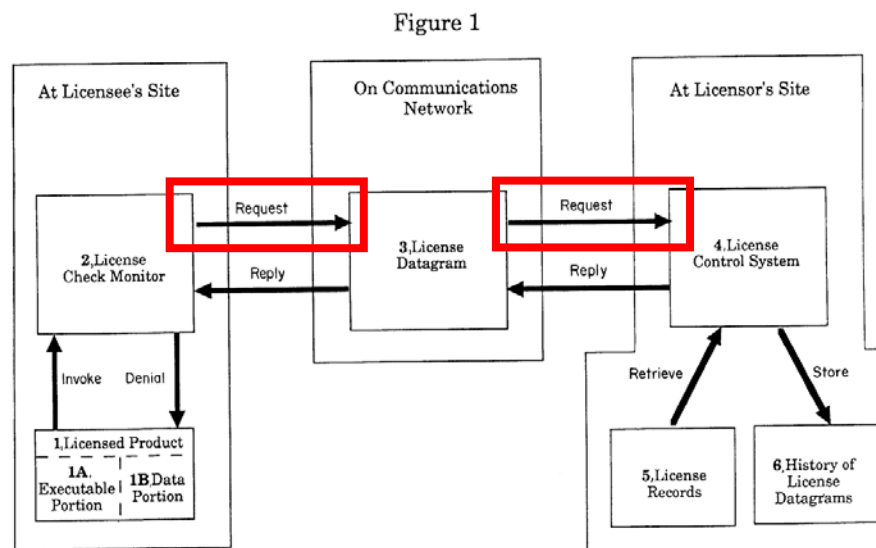 Figure 1
At Licensee's Site
On Communications
Network
At Licensor's Site
Request
Request
2,License
Check Monitor
3,License
Datagram
4,License
Control System
Reply
Reply
Invoke
Denial
Retrieve
Store
1,Licensed Product
1A,
Executable
Portion
1B,Data
Portion
5,License
Records
6,History of
License
Datagrams